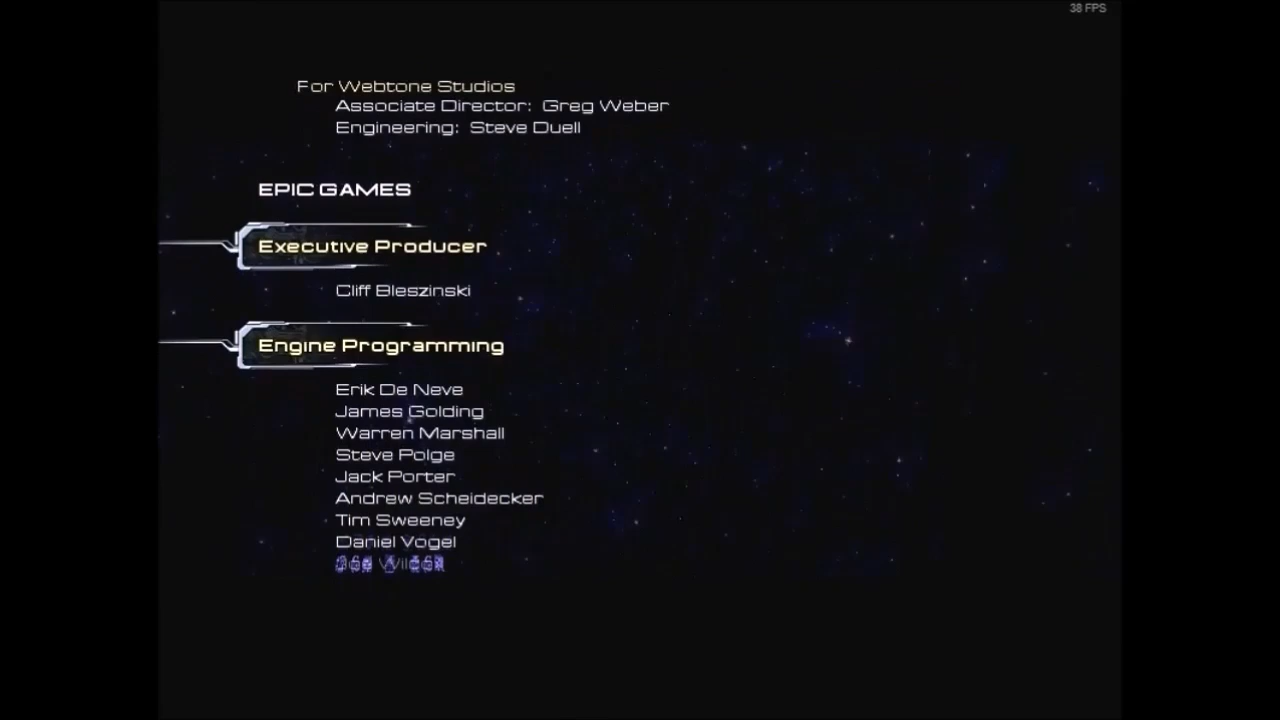 38 FPS
For Webtone Studios
Associate Director: Greg Weber
Engineering: Steve Duell
EPIC GAMES
Executive Producer
Cliff Bleszinski
Engine Programming
Erik De Neve
James Golding
Warren Marshall
Steve Polge
Jack Porter
Andrew Scheidecker
Tim Sweeney
Daniel Vogel